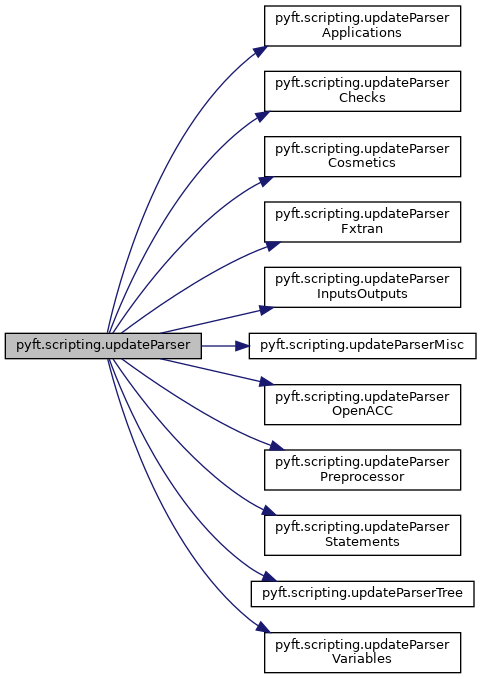 pyft.scripting.updateParser
Applications
pyft.scripting.updateParser
Checks
pyft.scripting.updateParser
Cosmetics
pyft.scripting.updateParser
Fxtran
pyft.scripting.updateParser
InputsOutputs
pyft.scripting.updateParser
pyft.scripting.updateParserMisc
pyft.scripting.updateParser
OpenACC
pyft.scripting.updateParser
Preprocessor
pyft.scripting.updateParser
Statements
pyft.scripting.updateParserTree
pyft.scripting.updateParser
Variables